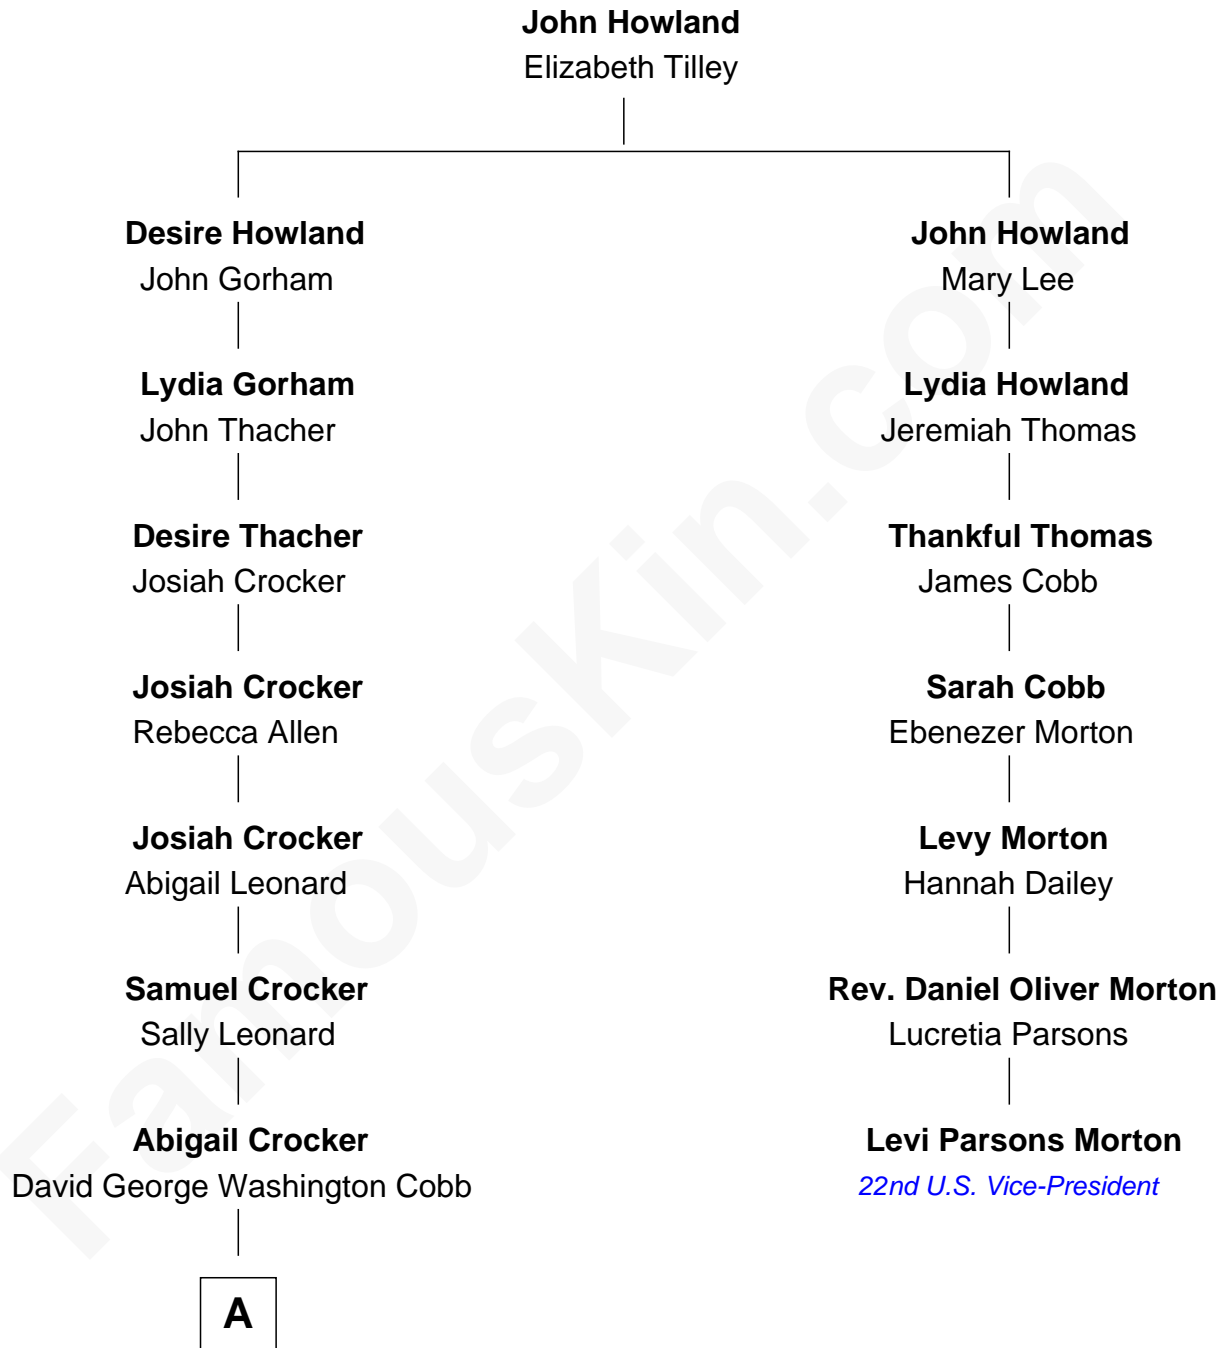 John Howland
Elizabeth Tilley
Desire Howland
John Gorham
Lydia Gorham
John Thacher
Desire Thacher
Josiah Crocker
Josiah Crocker
Rebecca Allen
Josiah Crocker
Abigail Leonard
Samuel Crocker
Sally Leonard
Abigail Crocker
David George Washington Cobb
A
John Howland
Mary Lee
Lydia Howland
Jeremiah Thomas
Thankful Thomas
James Cobb
Sarah Cobb
Ebenezer Morton
Levy Morton
Hannah Dailey
Rev. Daniel Oliver Morton
Lucretia Parsons
Levi Parsons Morton
22nd U.S. Vice-President
FamousKin.com